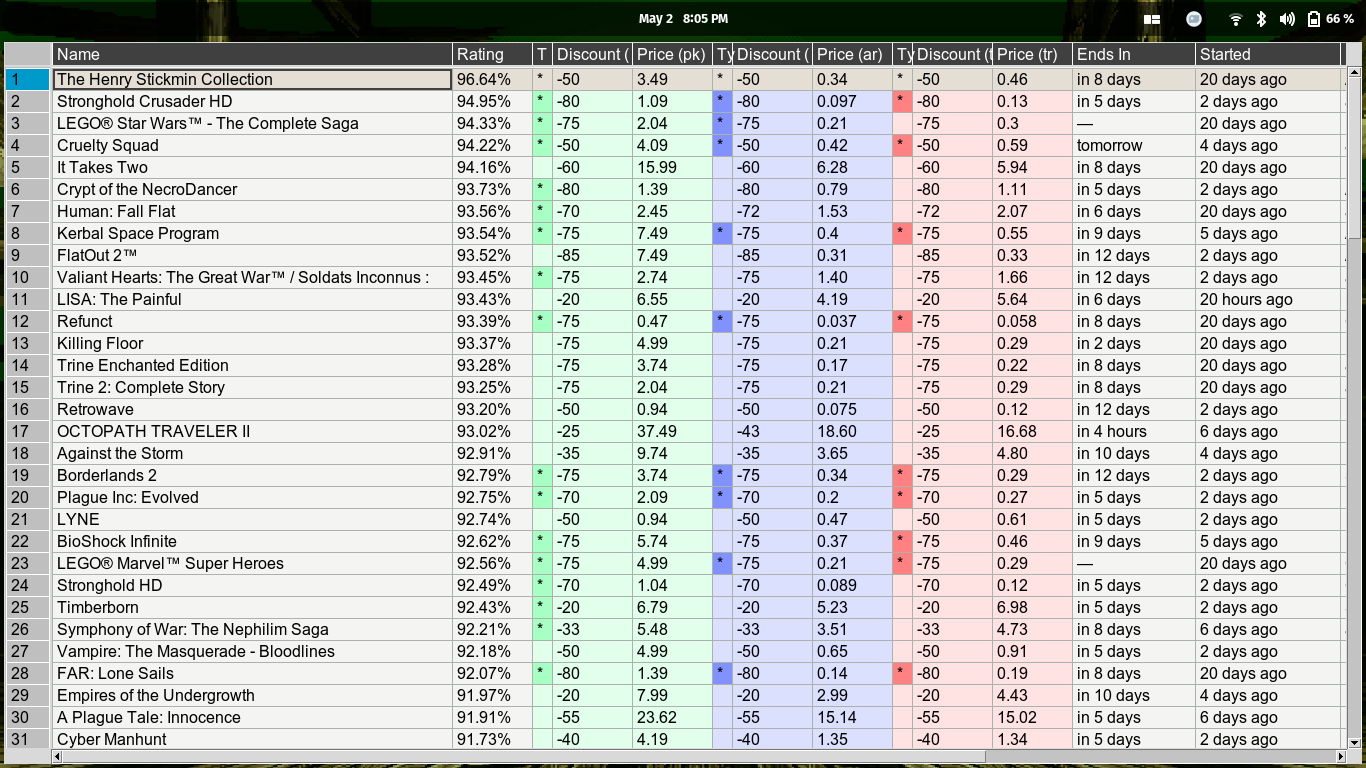 May 2 8:05 PM 66 %
Name Rating T Discount ( Price (pk) Ty Discount ( Price (ar) Ty Discount (t Price (tr) Ends In Started
1 The Henry Stickmin Collection 96.64% * -50 3.49 * -50 0.34 * -50 0.46 in 8 days 20 days ago
2 Stronghold Crusader HD 94.95% * -80 1.09 * -80 0.097 * -80 0.13 in 5 days 2 days ago
3 LEGO® Star Wars™ - The Complete Saga 94.33% * -75 2.04 * -75 0.21 -75 0.3 — 20 days ago
4 Cruelty Squad 94.22% * -50 4.09 * -50 0.42 * -50 0.59 tomorrow 4 days ago
5 It Takes Two 94.16% -60 15.99 -60 6.28 -60 5.94 in 8 days 20 days ago
6 Crypt of the NecroDancer 93.73% * -80 1.39 -80 0.79 -80 1.11 in 5 days 2 days ago
7 Human: Fall Flat 93.56% * -70 2.45 -72 1.53 -72 2.07 in 6 days 20 days ago
8 Kerbal Space Program 93.54% * -75 7.49 * -75 0.4 * -75 0.55 in 9 days 5 days ago
9 FlatOut 2™ 93.52% -85 7.49 -85 0.31 -85 0.33 in 12 days 2 days ago
10 Valiant Hearts: The Great War™ / Soldats Inconnus : 93.45% * -75 2.74 -75 1.40 -75 1.66 in 12 days 2 days ago
11 LISA: The Painful 93.43% -20 6.55 -20 4.19 -20 5.64 in 6 days 20 hours ago
12 Refunct 93.39% * -75 0.47 * -75 0.037 * -75 0.058 in 8 days 20 days ago
13 Killing Floor 93.37% -75 4.99 -75 0.21 -75 0.29 in 2 days 20 days ago
14 Trine Enchanted Edition 93.28% -75 3.74 -75 0.17 -75 0.22 in 8 days 20 days ago
15 Trine 2: Complete Story 93.25% -75 2.04 -75 0.21 -75 0.29 in 8 days 20 days ago
16 Retrowave 93.20% -50 0.94 -50 0.075 -50 0.12 in 12 days 2 days ago
17 OCTOPATH TRAVELER II 93.02% -25 37.49 -43 18.60 -25 16.68 in 4 hours 6 days ago
18 Against the Storm 92.91% -35 9.74 -35 3.65 -35 4.80 in 10 days 4 days ago
19 Borderlands 2 92.79% * -75 3.74 * -75 0.34 * -75 0.29 in 12 days 2 days ago
20 Plague Inc: Evolved 92.75% * -70 2.09 * -70 0.2 * -70 0.27 in 5 days 2 days ago
21 LYNE 92.74% -50 0.94 -50 0.47 -50 0.61 in 5 days 2 days ago
22 BioShock Infinite 92.62% * -75 5.74 -75 0.37 * -75 0.46 in 9 days 5 days ago
23 LEGO® Marvel™ Super Heroes 92.56% * -75 4.99 * -75 0.21 * -75 0.29 — 20 days ago
24 Stronghold HD 92.49% * -70 1.04 -70 0.089 -70 0.12 in 5 days 2 days ago
25 Timberborn 92.43% * -20 6.79 -20 5.23 -20 6.98 in 5 days 2 days ago
26 Symphony of War: The Nephilim Saga 92.21% * -33 5.48 -33 3.51 -33 4.73 in 8 days 6 days ago
27 Vampire: The Masquerade - Bloodlines 92.18% -50 4.99 -50 0.65 -50 0.91 in 5 days 2 days ago
28 FAR: Lone Sails 92.07% * -80 1.39 * -80 0.14 * -80 0.19 in 8 days 20 days ago
29 Empires of the Undergrowth 91.97% -20 7.99 -20 2.99 -20 4.43 in 10 days 4 days ago
30 A Plague Tale: Innocence 91.91% -55 23.62 -55 15.14 -55 15.02 in 5 days 6 days ago
31 Cyber Manhunt 91.73% -40 4.19 -40 1.35 -40 1.34 in 5 days 2 days ago